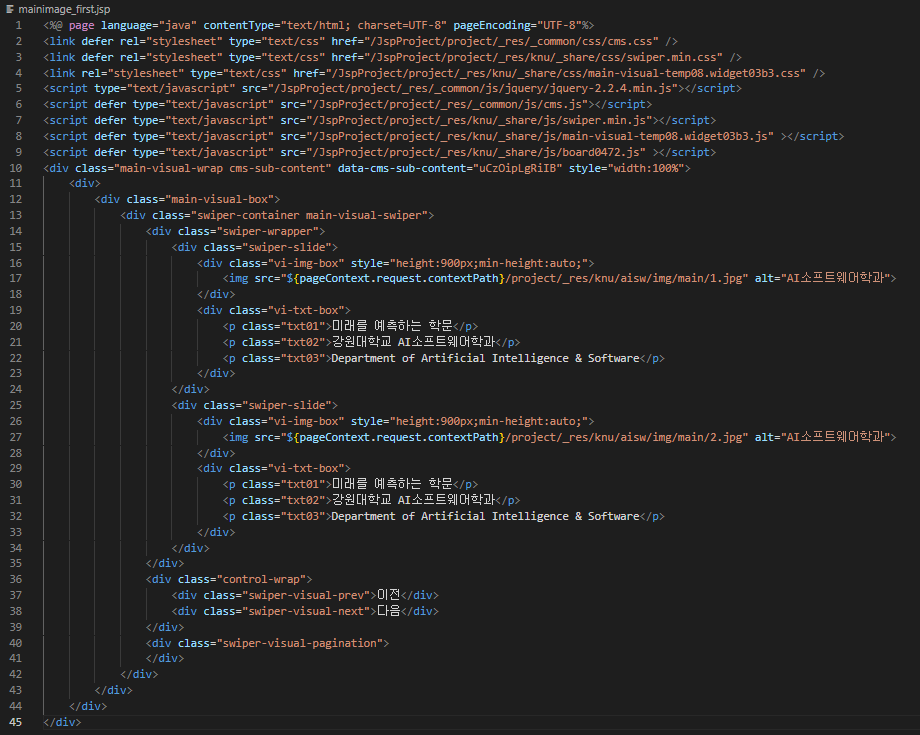 mainimage_first.jsp
1 <%@ page language="java" contentType="text/html; charset=UTF-8" pageEncoding="UTF-8"%>
2 <link defer rel="stylesheet" type="text/css" href="/JspProject/project/_res/_common/css/cms.css" />
3 <link defer rel="stylesheet" type="text/css" href="/JspProject/project/_res/knu/_share/css/swiper.min.css" />
4 <link rel="stylesheet" type="text/css" href="/JspProject/project/_res/knu/_share/css/main-visual-temp08.widget03b3.css" />
5 <script type="text/javascript" src="/JspProject/project/_res/_common/js/jquery/jquery-2.2.4.min.js"></script>
6 <script defer type="text/javascript" src="/JspProject/project/_res/_common/js/cms.js"></script>
7 <script defer type="text/javascript" src="/JspProject/project/_res/knu/_share/js/swiper.min.js"></script>
8 <script defer type="text/javascript" src="/JspProject/project/_res/knu/_share/js/main-visual-temp08.widget03b3.js" ></script>
9 <script defer type="text/javascript" src="/JspProject/project/_res/knu/_share/js/board0472.js" ></script>
10 <div class="main-visual-wrap cms-sub-content" data-cms-sub-content="uCzOipLgRiIB" style="width:100%">
11 <div>
12 <div class="main-visual-box">
13 <div class="swiper-container main-visual-swiper">
14 <div class="swiper-wrapper">
15 <div class="swiper-slide">
16 <div class="vi-img-box" style="height:900px;min-height:auto;">
17 <img src="${pageContext.request.contextPath}/project/_res/knu/aisw/img/main/1.jpg" alt="AI소프트웨어학과">
18 </div>
19 <div class="vi-txt-box">
20 <p class="txt01">미래를 예측하는 학문</p>
21 <p class="txt02">강원대학교 AI소프트웨어학과</p>
22 <p class="txt03">Department of Artificial Intelligence & Software</p>
23 </div>
24 </div>
25 <div class="swiper-slide">
26 <div class="vi-img-box" style="height:900px;min-height:auto;">
27 <img src="${pageContext.request.contextPath}/project/_res/knu/aisw/img/main/2.jpg" alt="AI소프트웨어학과">
28 </div>
29 <div class="vi-txt-box">
30 <p class="txt01">미래를 예측하는 학문</p>
31 <p class="txt02">강원대학교 AI소프트웨어학과</p>
32 <p class="txt03">Department of Artificial Intelligence & Software</p>
33 </div>
34 </div>
35 </div>
36 <div class="control-wrap">
37 <div class="swiper-visual-prev">이전</div>
38 <div class="swiper-visual-next">다음</div>
39 </div>
40 <div class="swiper-visual-pagination">
41 </div>
42 </div>
43 </div>
44 </div>
45 </div>